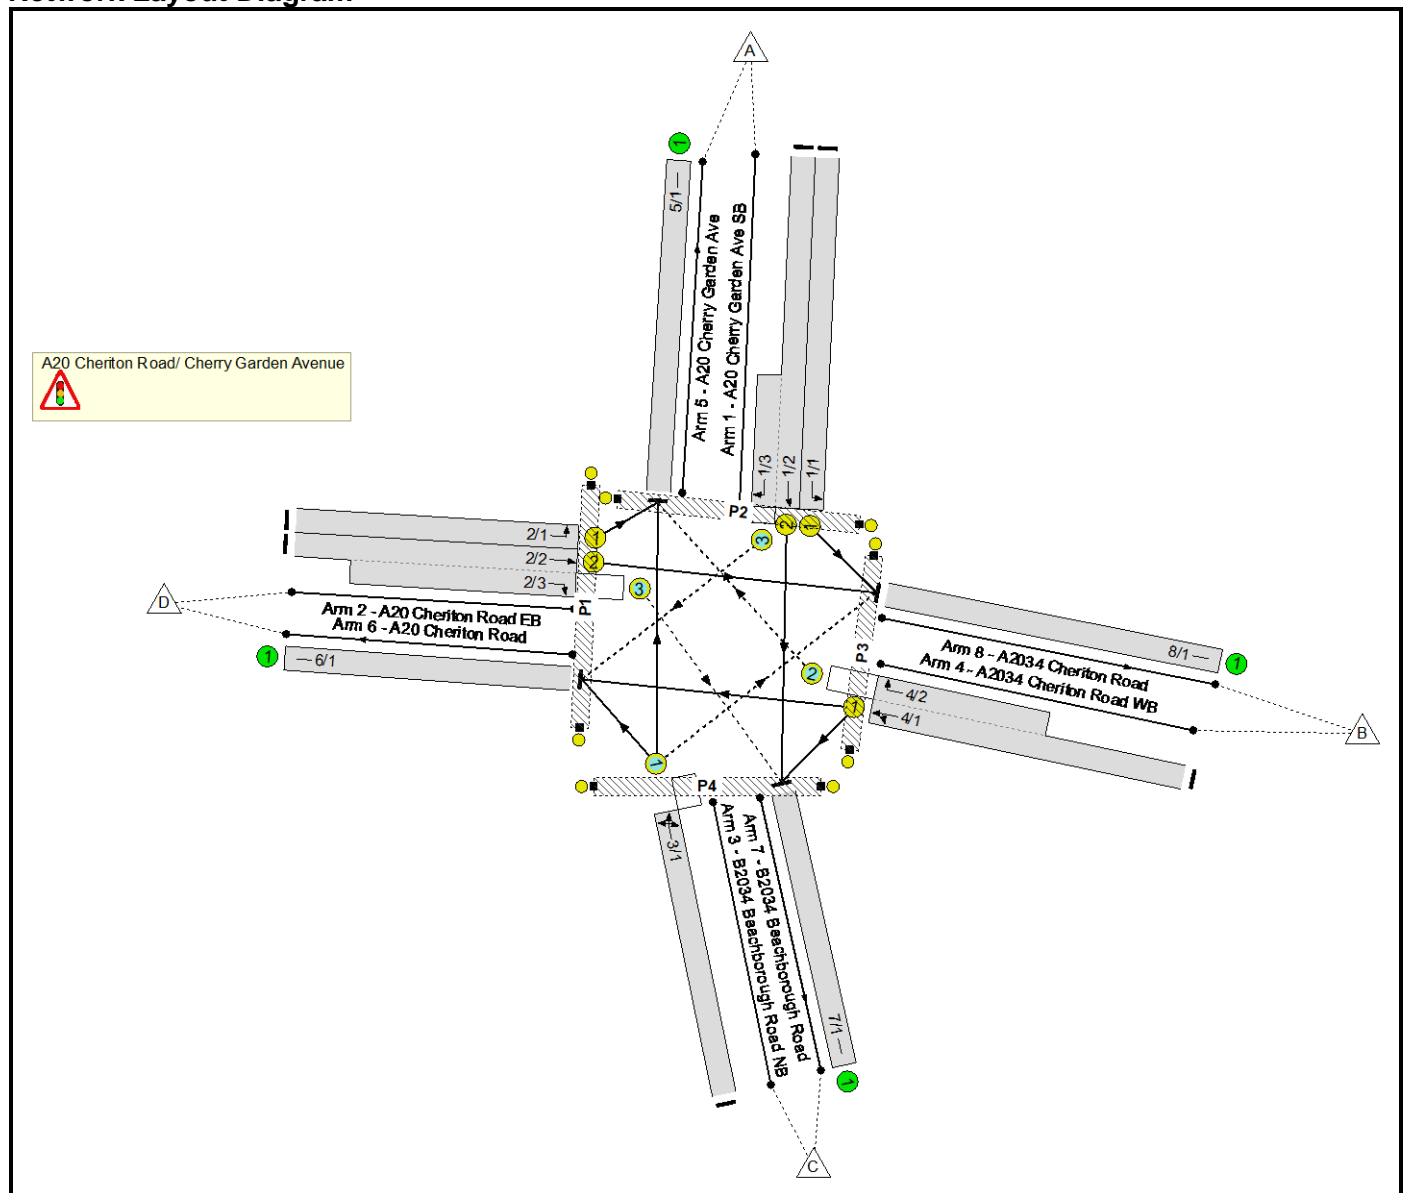 Network Layout Diagram
A
1
5/1
Arm 5 - A20 Cherry Garden Ave
Arm 1 - A20 Cherry Garden Ave SB
A20 Cheriton Road/ Cherry Garden Avenue
1/3
1/2
1/1
P2
2
1
3
2/1
1
2/2
2
2/3
3
P1
D
Arm 2 - A20 Cheriton Road EB
Arm 6 - A20 Cheriton Road
1
6/1
P3
8/1
1
Arm 8 - A2034 Cheriton Road
Arm 4 - A2034 Cheriton Road WB
2
4/2
4/1
1
B
1
P4
3/1
Arm 7 - B2034 Beachborough Road
Arm 3 - B2034 Beachborough Road NB
7/1
1
C